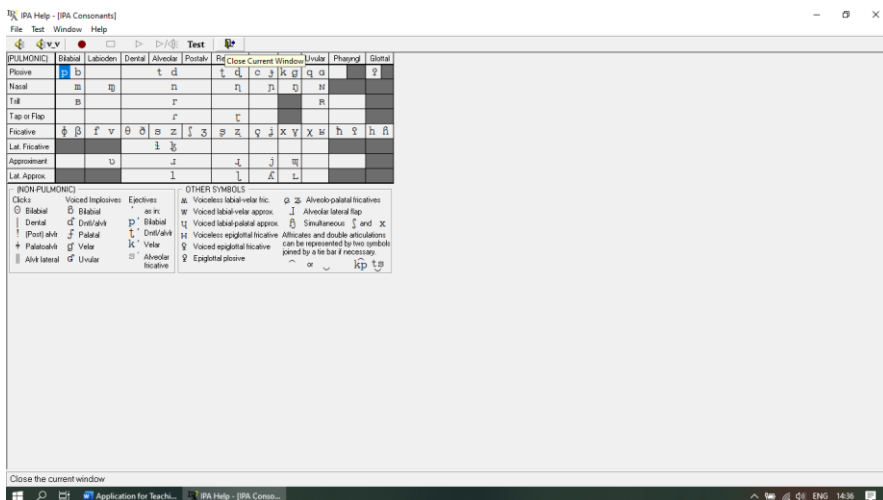 IPA Help - [IPA Consonants]
File Test Window Help
v_v Test
Close Current Window
(PULMONIC) Bilabial Labioden Dental Alveolar Postalv Re Uvular Pharyngl Glottal
Plosive p b t d ʈ ɖ c ɟ k ɡ q ɢ ʔ
Nasal m ɱ n ɳ ɲ ŋ ɴ
Trill ʙ r ʀ
Tap or Flap ɾ ɽ
Fricative ɸ β f v θ ð s z ʃ ʒ ʂ ʐ ç ʝ x ɣ χ ʁ ħ ʕ h ɦ
Lat. Fricative ɬ ɮ
Approximant ʋ ɹ ɻ j ɰ
Lat. Approx. l ɭ ʎ ʟ
(NON-PULMONIC)
Clicks Voiced Implosives Ejectives
ʘ Bilabial ɓ Bilabial ʼ as in:
ǀ Dental ɗ Dntl/alvlr pʼ Bilabial
ǃ (Post) alvlr ʄ Palatal tʼ Dntl/alvlr
ǂ Palatoalvlr ɠ Velar kʼ Velar
ǁ Alvlr lateral ʛ Uvular sʼ Alveolar fricative
OTHER SYMBOLS
ʍ Voiceless labial-velar fric.
w Voiced labial-velar approx.
ɥ Voiced labial-palatal approx.
ʜ Voiceless epiglottal fricative
ʢ Voiced epiglottal fricative
ʡ Epiglottal plosive
ɕ ʑ Alveolo-palatal fricatives
ɺ Alveolar lateral flap
ɧ Simultaneous ʃ and x
Affricates and double articulations
can be represented by two symbols
joined by a tie bar if necessary.
͡ or ͜ k͡p t͜s
Close the current window
Application for Teachi... IPA Help - [IPA Conso... ENG 14:36